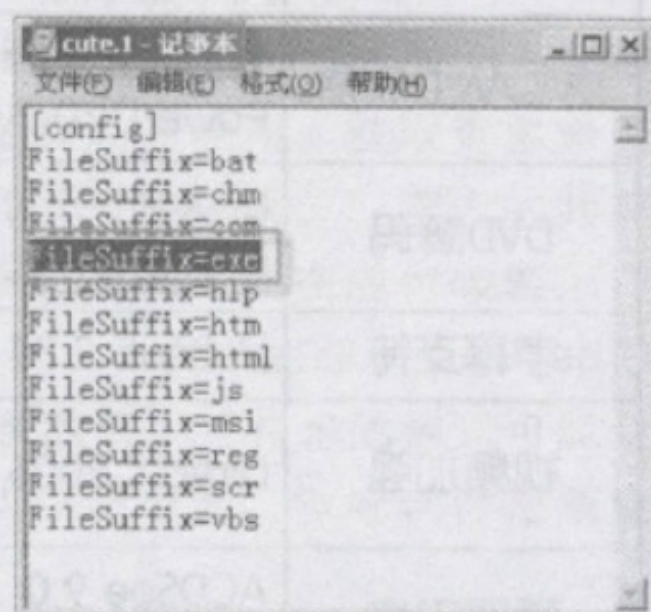 cute.1 - 记事本
文件(F) 编辑(E) 格式(O) 帮助(H)
[config]
FileSuffix=bat
FileSuffix=chm
FileSuffix=com
FileSuffix=exe
FileSuffix=hlp
FileSuffix=htm
FileSuffix=html
FileSuffix=js
FileSuffix=msi
FileSuffix=reg
FileSuffix=scr
FileSuffix=vbs